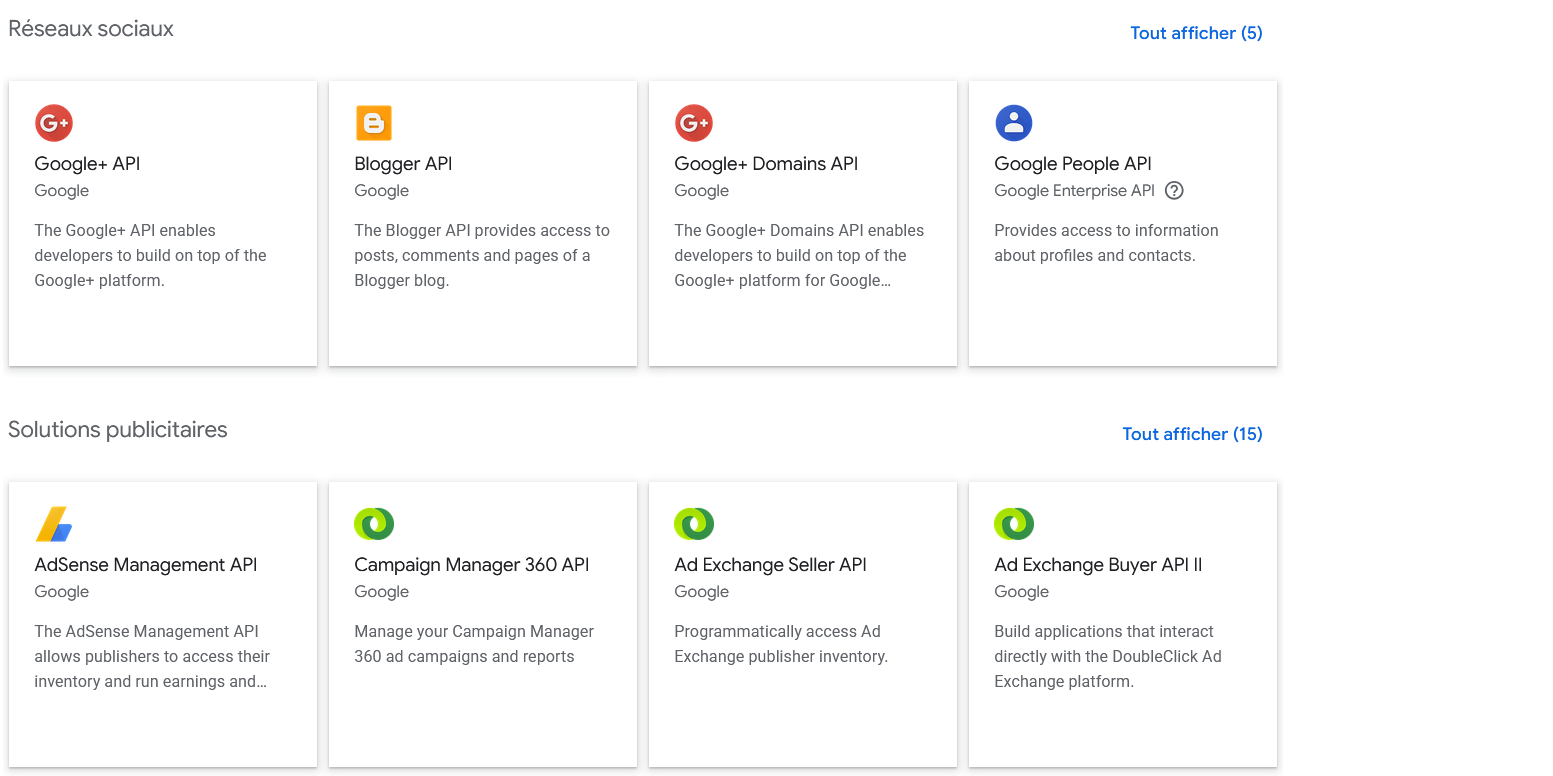 Réseaux sociaux
Tout afficher (5)
G+
Google+ API
Google
The Google+ API enables
developers to build on top of the
Google+ platform.
B
Blogger API
Google
The Blogger API provides access to
posts, comments and pages of a
Blogger blog.
G+
Google+ Domains API
Google
The Google+ Domains API enables
developers to build on top of the
Google+ platform for Google…
Google People API
Google Enterprise API ?
Provides access to information
about profiles and contacts.
Solutions publicitaires
Tout afficher (15)
AdSense Management API
Google
The AdSense Management API
allows publishers to access their
inventory and run earnings and…
Campaign Manager 360 API
Google
Manage your Campaign Manager
360 ad campaigns and reports
Ad Exchange Seller API
Google
Programmatically access Ad
Exchange publisher inventory.
Ad Exchange Buyer API II
Google
Build applications that interact
directly with the DoubleClick Ad
Exchange platform.